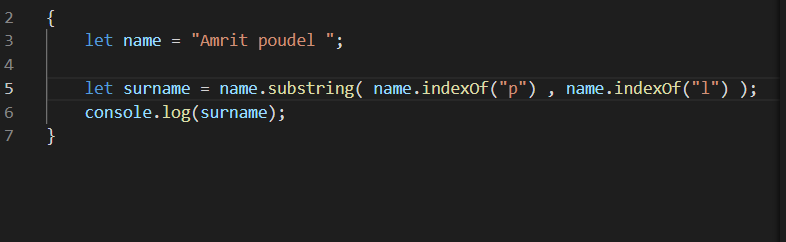 2 {
3 let name = "Amrit poudel ";
4
5 let surname = name.substring( name.indexOf("p") , name.indexOf("l") );
6 console.log(surname);
7 }